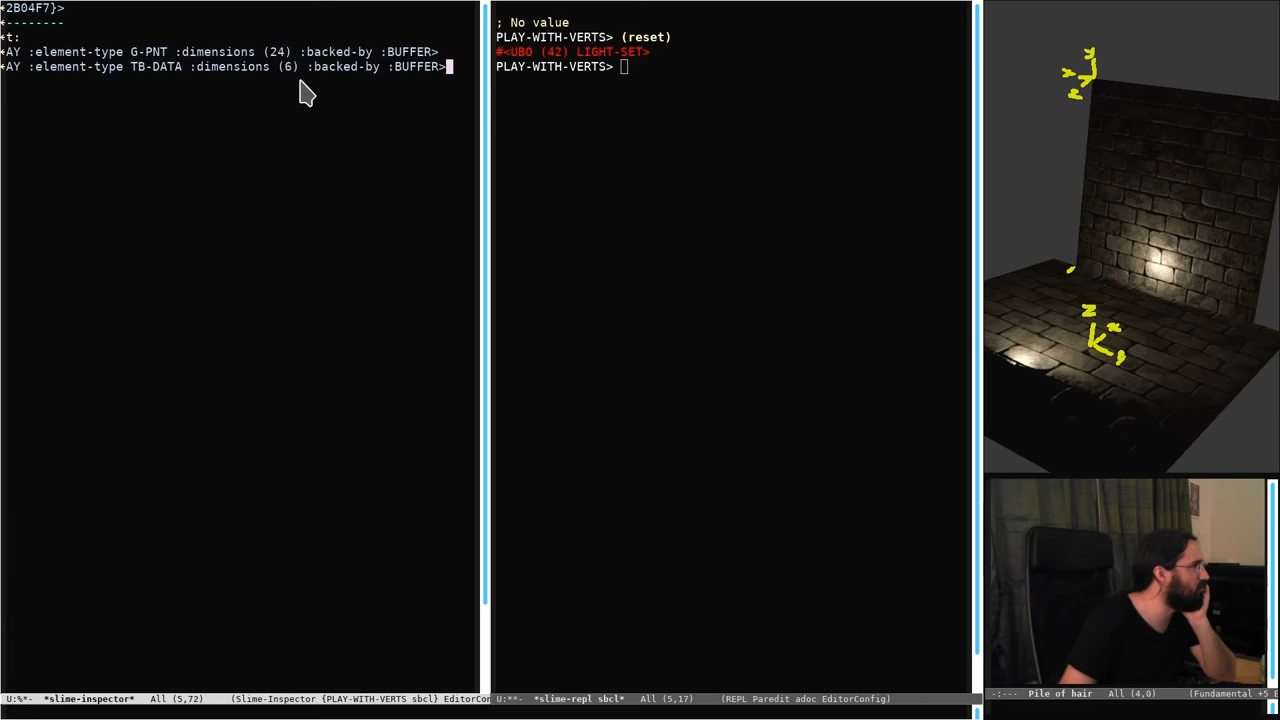 2B04F7}>
--------
t:
AY :element-type G-PNT :dimensions (24) :backed-by :BUFFER>
AY :element-type TB-DATA :dimensions (6) :backed-by :BUFFER>
U:%*-  *slime-inspector*   All (5,72)     (Slime-Inspector {PLAY-WITH-VERTS sbcl} EditorCon
; No value
PLAY-WITH-VERTS> (reset)
#<UBO (42) LIGHT-SET>
PLAY-WITH-VERTS>
U:**-  *slime-repl sbcl*   All (5,17)     (REPL Paredit adoc EditorConfig)
y
x
z
z
x
y
-:---  Pile of hair   All (4,0)      (Fundamental +5 E